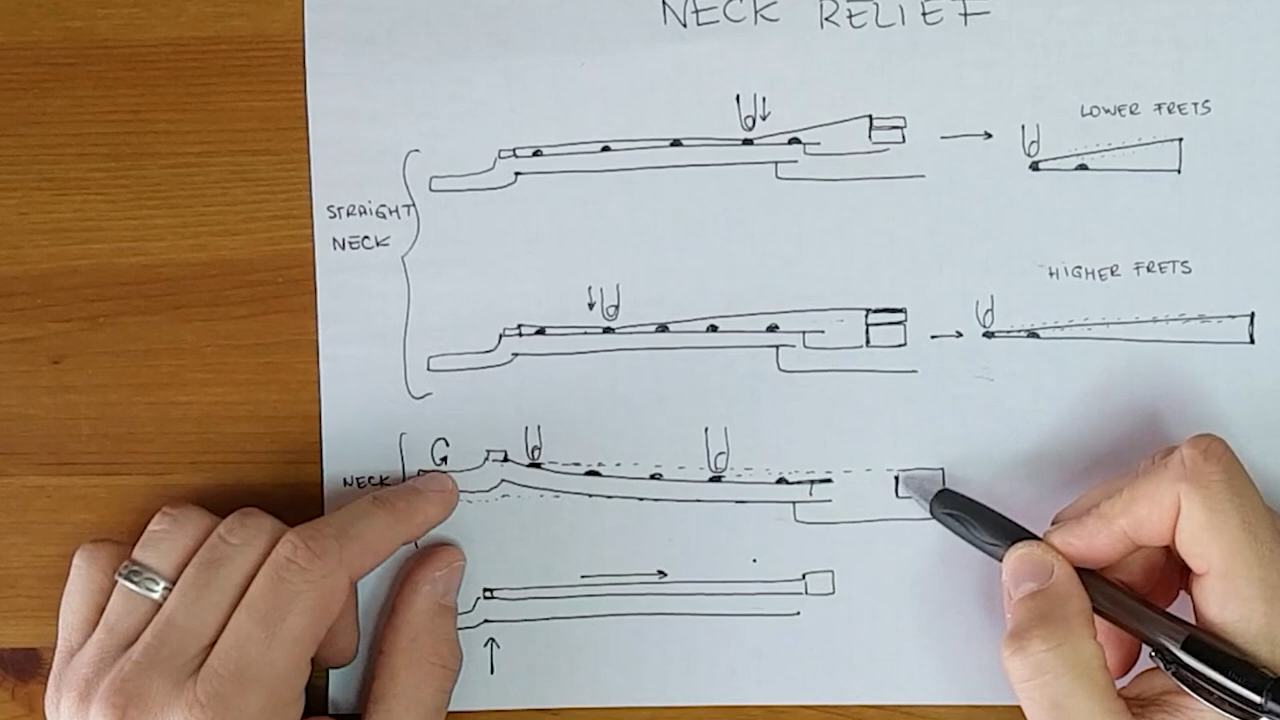 NECK RELIEF
LOWER FRETS
STRAIGHT
NECK
HIGHER FRETS
G
NECK